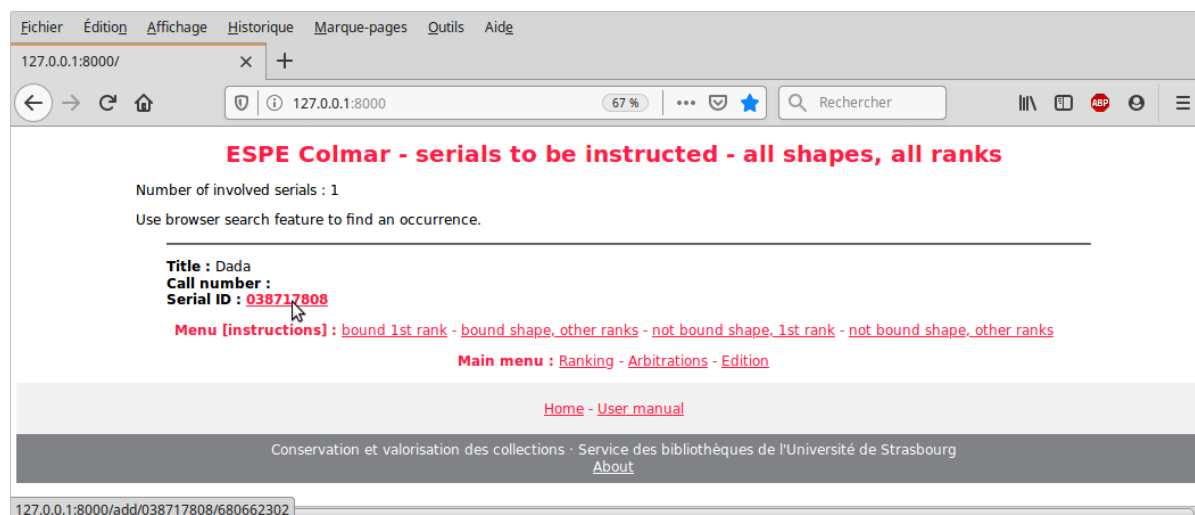 Fichier Édition Affichage Historique Marque-pages Outils Aide
127.0.0.1:8000/
127.0.0.1:8000 67 % Rechercher ABP
ESPE Colmar - serials to be instructed - all shapes, all ranks
Number of involved serials : 1
Use browser search feature to find an occurrence.
Title : Dada
Call number :
Serial ID : 038717808
Menu [instructions] : bound 1st rank - bound shape, other ranks - not bound shape, 1st rank - not bound shape, other ranks
Main menu : Ranking - Arbitrations - Edition
Home - User manual
Conservation et valorisation des collections · Service des bibliothèques de l'Université de Strasbourg
About
127.0.0.1:8000/add/038717808/680662302